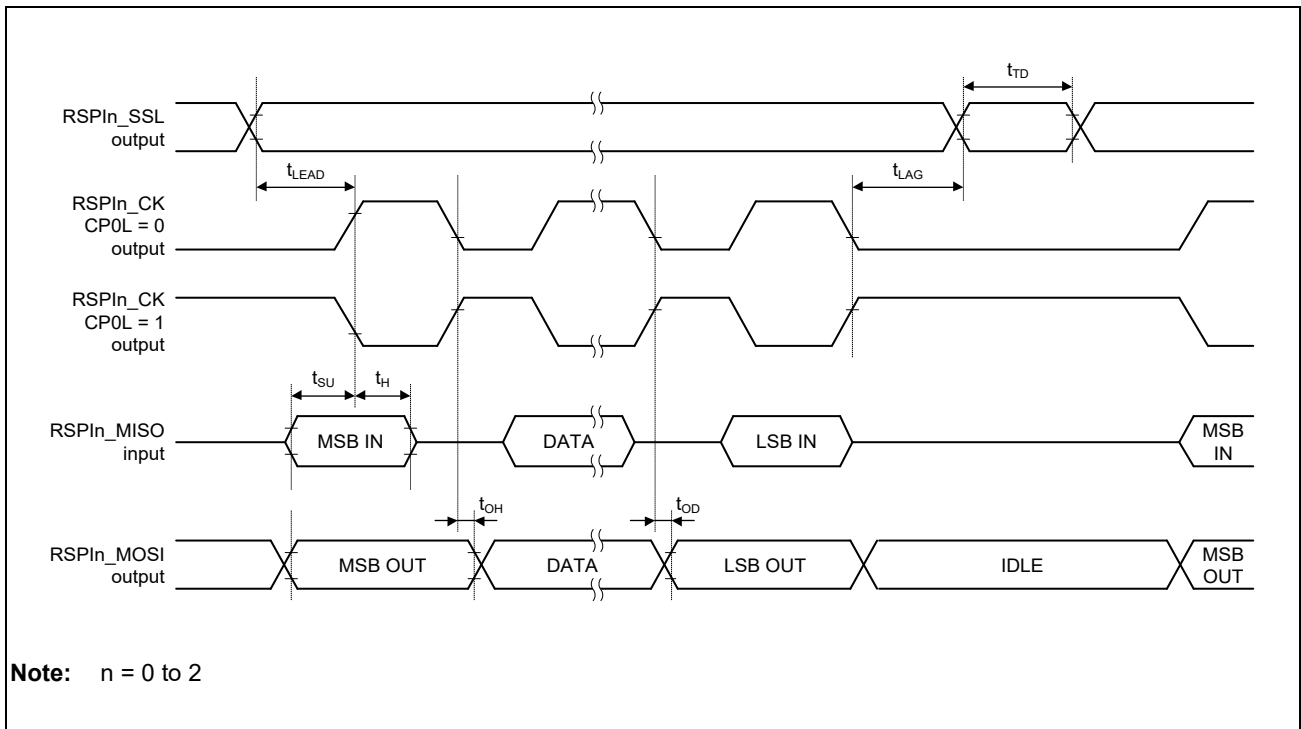 tTD
RSPIn_SSL
output
tLEAD
tLAG
RSPIn_CK
CP0L = 0
output
RSPIn_CK
CP0L = 1
output
tSU
tH
RSPIn_MISO
input
MSB IN
DATA
LSB IN
MSB
IN
tOH
tOD
RSPIn_MOSI
output
MSB OUT
DATA
LSB OUT
IDLE
MSB
OUT
Note: n = 0 to 2